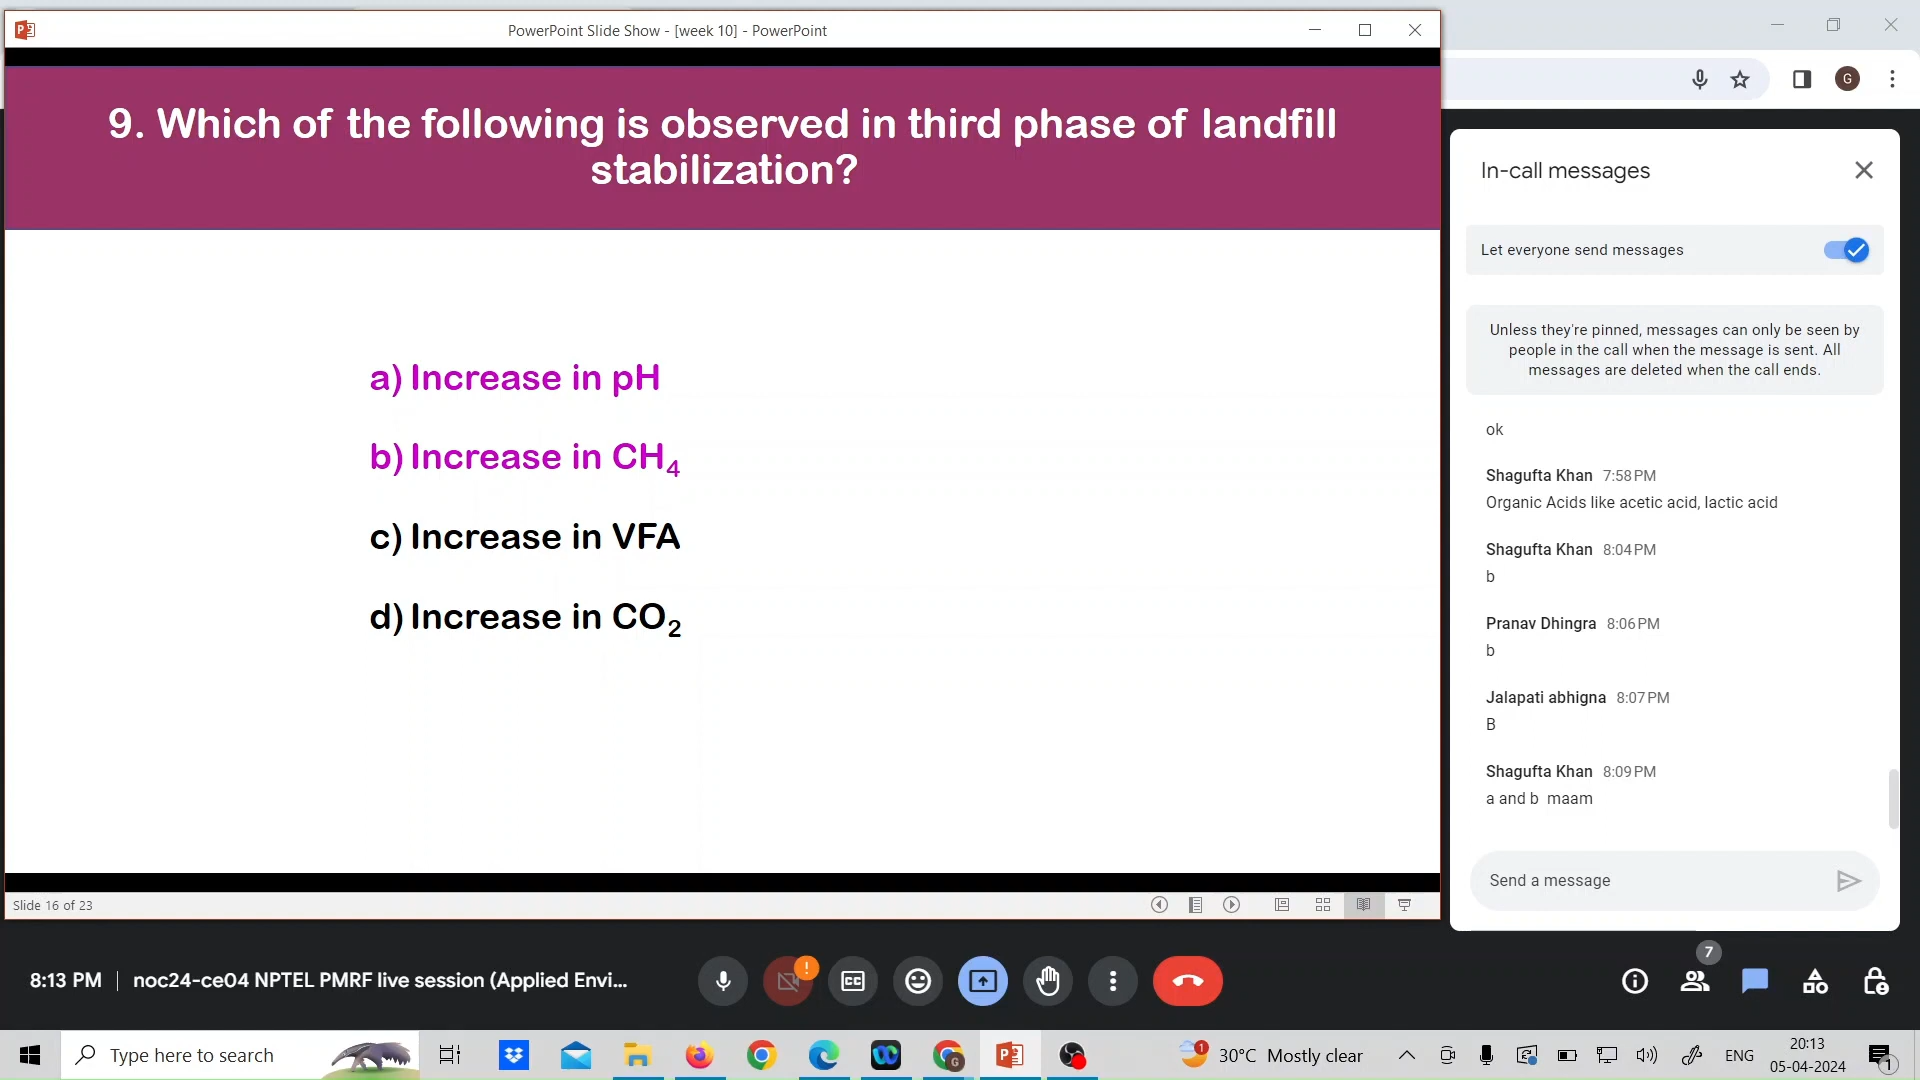 PowerPoint Slide Show - [week 10] - PowerPoint
9. Which of the following is observed in third phase of landfill
stabilization?
a) Increase in pH
b) Increase in CH₄
c) Increase in VFA
d) Increase in CO₂
Slide 16 of 23
G
In-call messages
Let everyone send messages
Unless they're pinned, messages can only be seen by
people in the call when the message is sent. All
messages are deleted when the call ends.
ok
Shagufta Khan 7:58 PM
Organic Acids like acetic acid, lactic acid
Shagufta Khan 8:04 PM
b
Pranav Dhingra 8:06 PM
b
Jalapati abhigna 8:07 PM
B
Shagufta Khan 8:09 PM
a and b maam
Send a message
8:13 PM | noc24-ce04 NPTEL PMRF live session (Applied Envi...
CC
7
Type here to search
1
30°C Mostly clear
ENG
20:13
05-04-2024
1